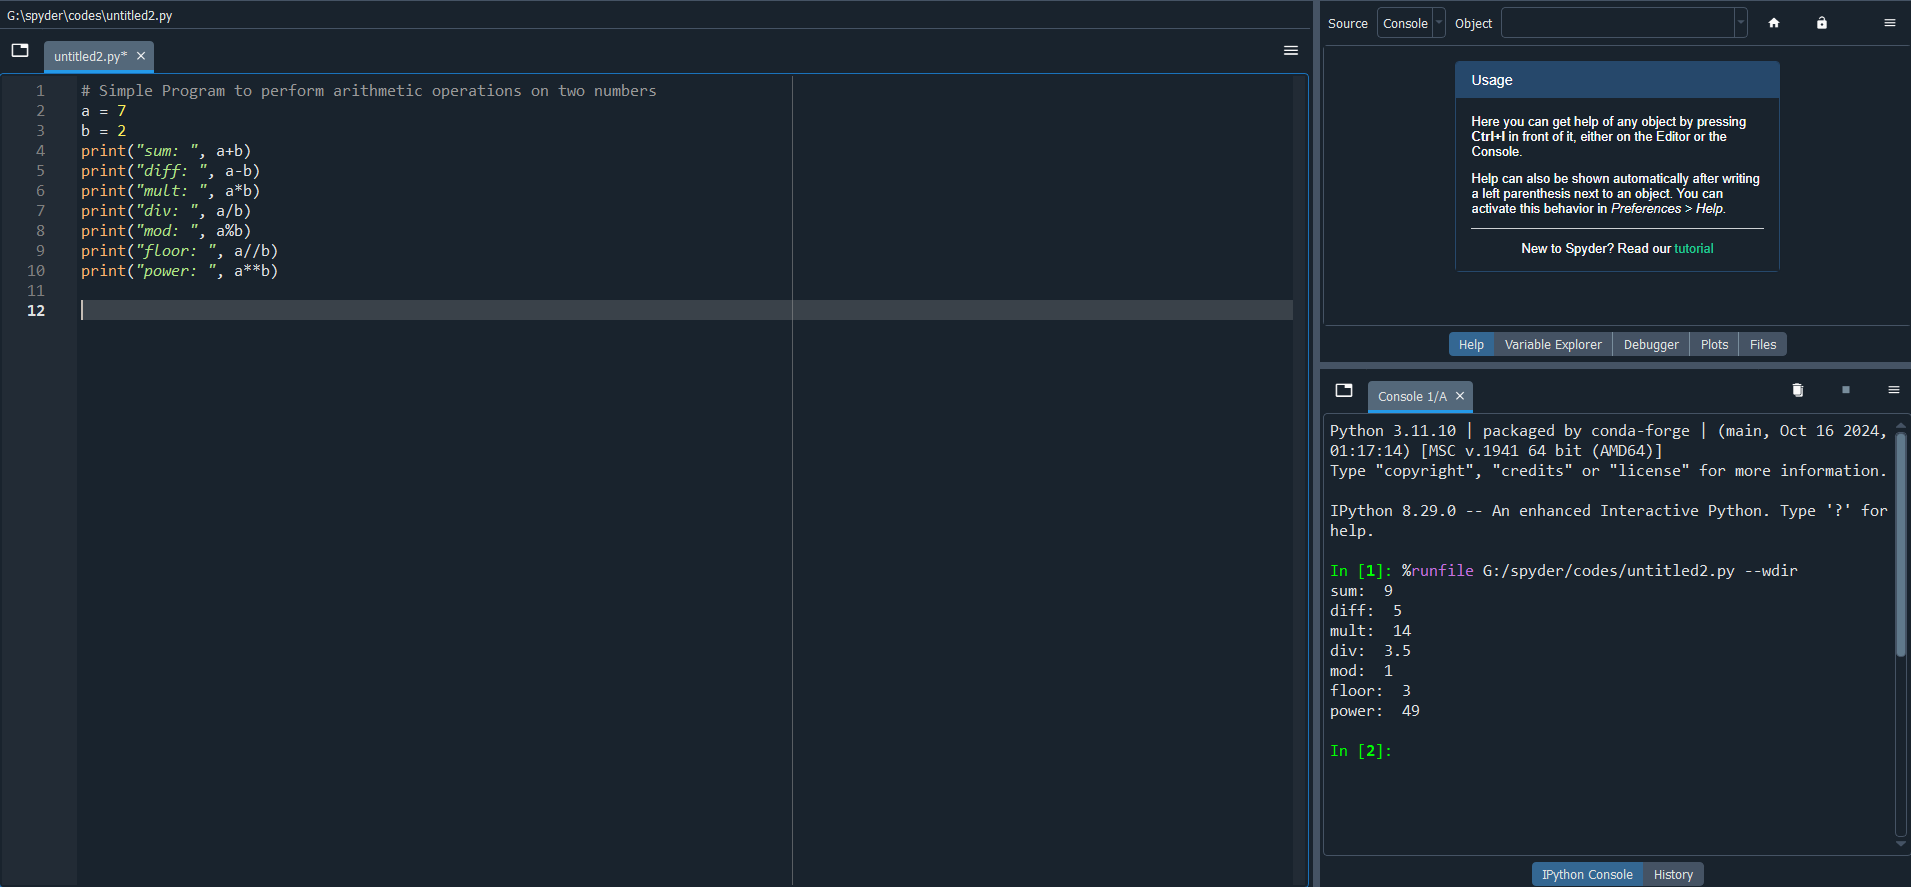 G:\spyder\codes\untitled2.py
untitled2.py*
1 # Simple Program to perform arithmetic operations on two numbers
2 a = 7
3 b = 2
4 print("sum: ", a+b)
5 print("diff: ", a-b)
6 print("mult: ", a*b)
7 print("div: ", a/b)
8 print("mod: ", a%b)
9 print("floor: ", a//b)
10 print("power: ", a**b)
11
12
Source Console Object
Usage
Here you can get help of any object by pressing
Ctrl+I in front of it, either on the Editor or the
Console.
Help can also be shown automatically after writing
a left parenthesis next to an object. You can
activate this behavior in Preferences > Help.
New to Spyder? Read our tutorial
Help Variable Explorer Debugger Plots Files
Console 1/A
Python 3.11.10 | packaged by conda-forge | (main, Oct 16 2024,
01:17:14) [MSC v.1941 64 bit (AMD64)]
Type "copyright", "credits" or "license" for more information.
IPython 8.29.0 -- An enhanced Interactive Python. Type '?' for
help.
In [1]: %runfile G:/spyder/codes/untitled2.py --wdir
sum:  9
diff:  5
mult:  14
div:  3.5
mod:  1
floor:  3
power:  49
In [2]:
IPython Console History